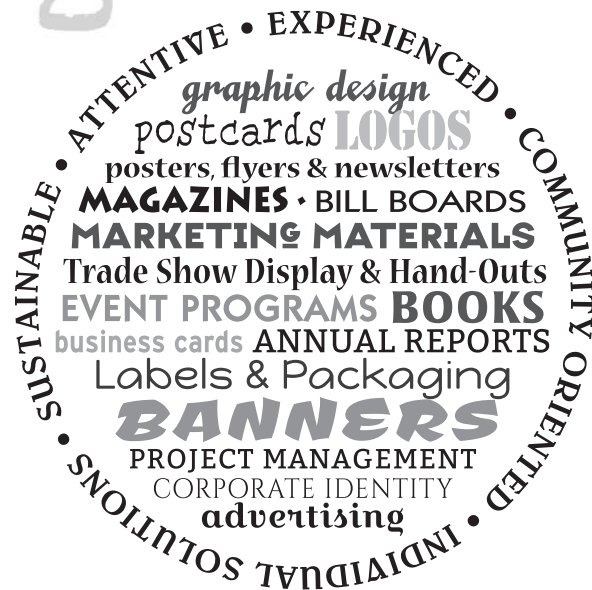 ATTENTIVE • EXPERIENCED • COMMUNITY ORIENTED • INDIVIDUAL SOLUTIONS • SUSTAINABLE •
graphic design
postcards LOGOS
posters, flyers & newsletters
MAGAZINES • BILL BOARDS
MARKETING MATERIALS
Trade Show Display & Hand-Outs
EVENT PROGRAMS BOOKS
business cards ANNUAL REPORTS
Labels & Packaging
BANNERS
PROJECT MANAGEMENT
CORPORATE IDENTITY
advertising